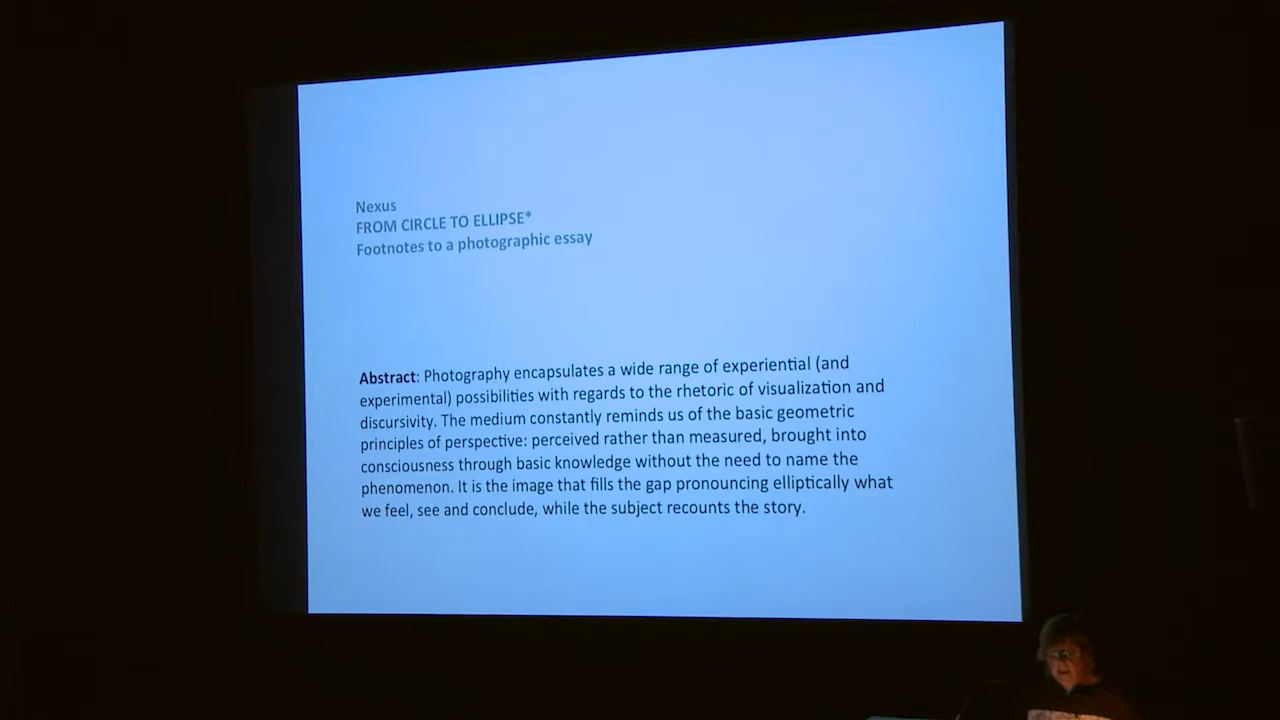 Nexus
FROM CIRCLE TO ELLIPSE*
Footnotes to a photographic essay
Abstract: Photography encapsulates a wide range of experiential (and
experimental) possibilities with regards to the rhetoric of visualization and
discursivity. The medium constantly reminds us of the basic geometric
principles of perspective: perceived rather than measured, brought into
consciousness through basic knowledge without the need to name the
phenomenon. It is the image that fills the gap pronouncing elliptically what
we feel, see and conclude, while the subject recounts the story.